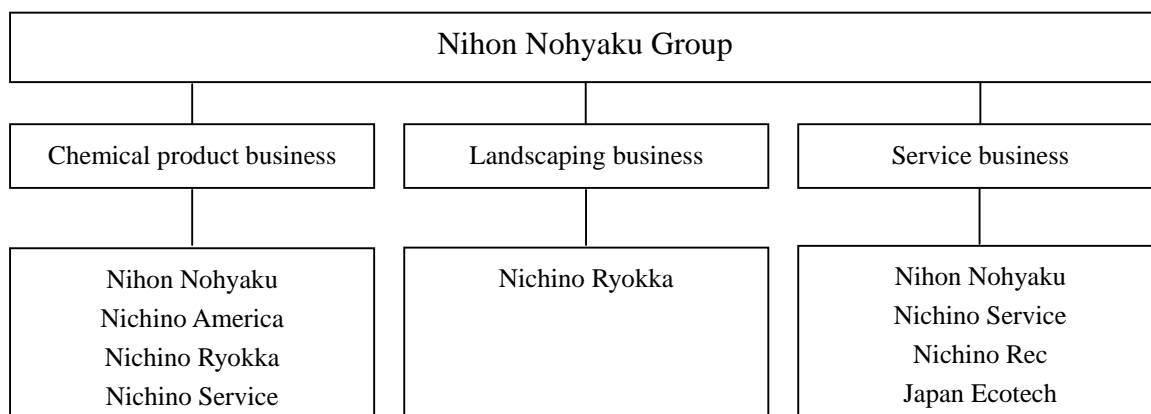 Nihon Nohyaku Group
Chemical product business
Landscaping business
Service business
Nihon Nohyaku
Nichino America
Nichino Ryokka
Nichino Service
Nichino Ryokka
Nihon Nohyaku
Nichino Service
Nichino Rec
Japan Ecotech